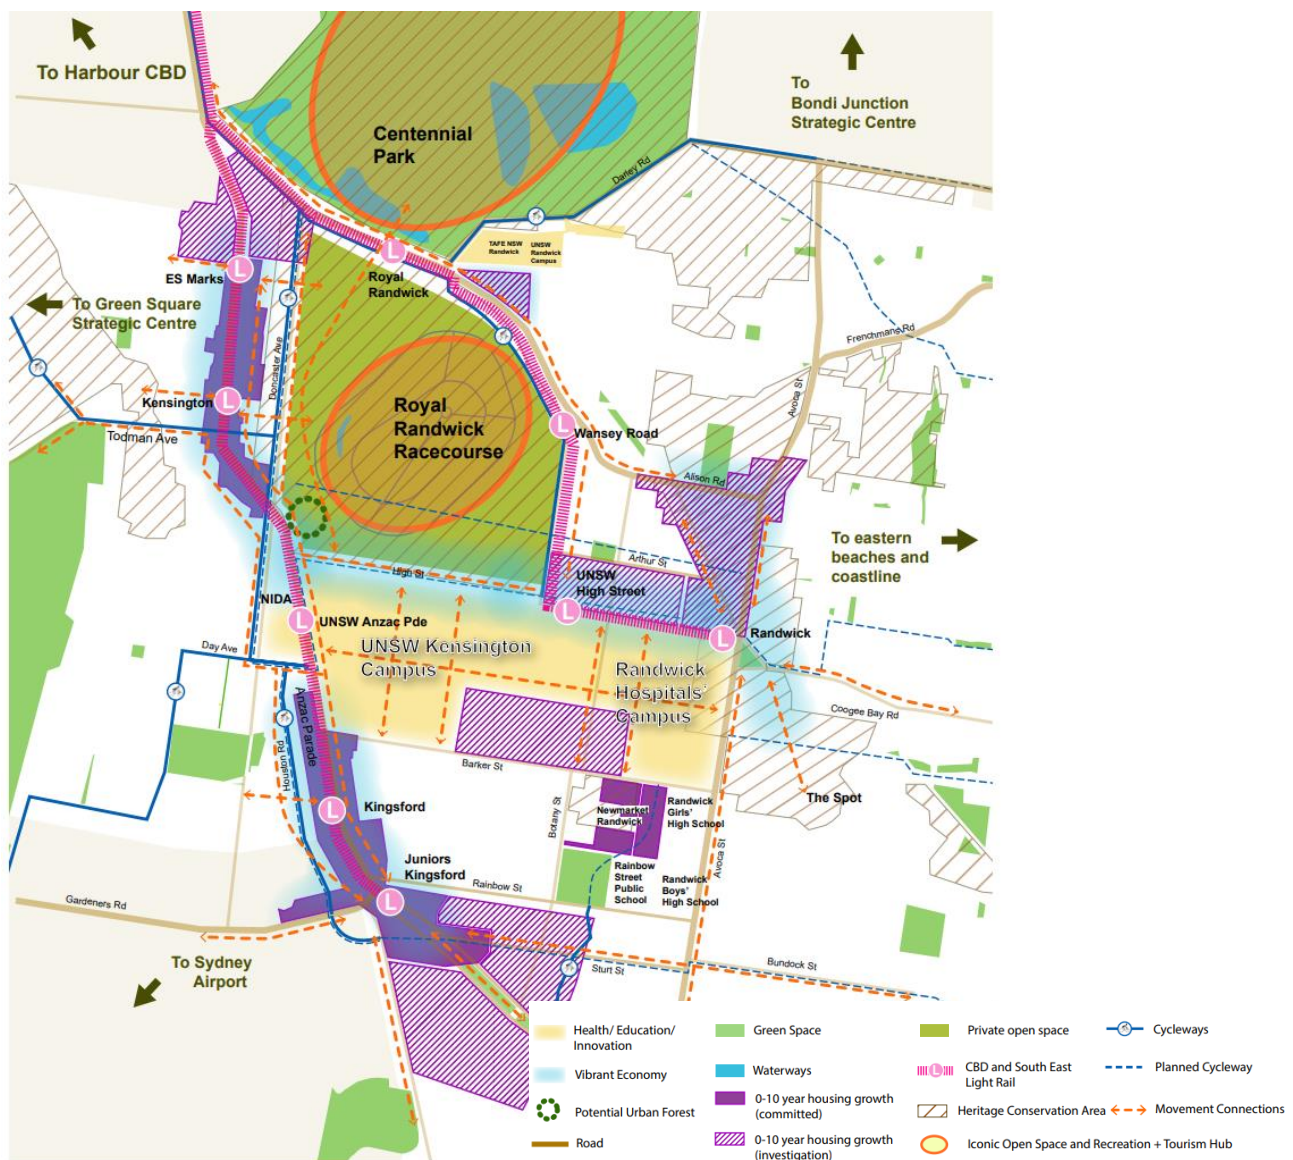 To Harbour CBD
To
Bondi Junction
Strategic Centre
Centennial
Park
Darley Rd
TAFE NSW
Randwick
UNSW
Randwick
Campus
ES Marks
L
L
Royal
Randwick
To Green Square
Strategic Centre
Frenchmans Rd
Doncaster Ave
Kensington
L
Royal
Randwick
Racecourse
Avoca St
L
Wansey Road
Todman Ave
Alison Rd
To eastern
beaches and
coastline
Arthur St
High St
UNSW
High Street
NIDA
L
UNSW Anzac Pde
L
L
Randwick
Day Ave
UNSW Kensington
Campus
Randwick
Hospitals'
Campus
Anzac Parade
Coogee Bay Rd
Houston Rd
Barker St
The Spot
L
Kingsford
Botany St
Newmarket
Randwick
Randwick
Girls'
High School
Avoca St
Juniors
Kingsford
Rainbow St
Rainbow
Street
Public
School
Randwick
Boys'
High School
Gardeners Rd
L
To Sydney
Airport
Sturt St
Bundock St
Health/ Education/
Innovation
Green Space
Private open space
Cycleways
Vibrant Economy
Waterways
L
CBD and South East
Light Rail
Planned Cycleway
Potential Urban Forest
0-10 year housing growth
(committed)
Heritage Conservation Area
Movement Connections
Road
0-10 year housing growth
(investigation)
Iconic Open Space and Recreation + Tourism Hub